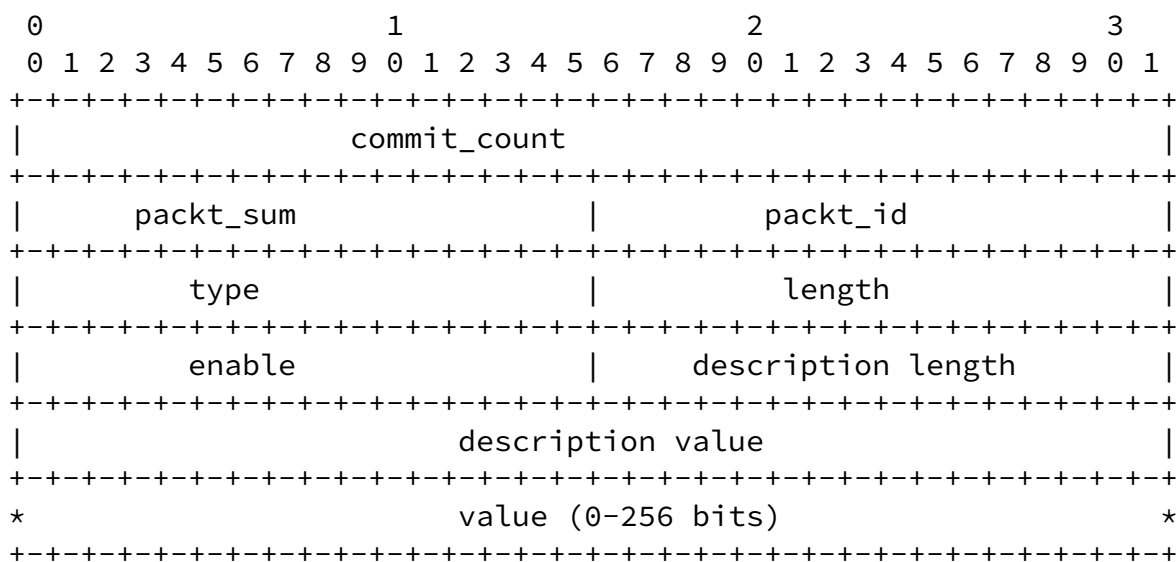 0                   1                   2                   3
0 1 2 3 4 5 6 7 8 9 0 1 2 3 4 5 6 7 8 9 0 1 2 3 4 5 6 7 8 9 0 1
+-+-+-+-+-+-+-+-+-+-+-+-+-+-+-+-+-+-+-+-+-+-+-+-+-+-+-+-+-+-+-+-+
|                  commit_count                                 |
+-+-+-+-+-+-+-+-+-+-+-+-+-+-+-+-+-+-+-+-+-+-+-+-+-+-+-+-+-+-+-+-+
|      packt_sum                |         packt_id              |
+-+-+-+-+-+-+-+-+-+-+-+-+-+-+-+-+-+-+-+-+-+-+-+-+-+-+-+-+-+-+-+-+
|         type                  |          length               |
+-+-+-+-+-+-+-+-+-+-+-+-+-+-+-+-+-+-+-+-+-+-+-+-+-+-+-+-+-+-+-+-+
|         enable                |     description length        |
+-+-+-+-+-+-+-+-+-+-+-+-+-+-+-+-+-+-+-+-+-+-+-+-+-+-+-+-+-+-+-+-+
|                        description value                      |
+-+-+-+-+-+-+-+-+-+-+-+-+-+-+-+-+-+-+-+-+-+-+-+-+-+-+-+-+-+-+-+-+
*                        value (0-256 bits)                     *
+-+-+-+-+-+-+-+-+-+-+-+-+-+-+-+-+-+-+-+-+-+-+-+-+-+-+-+-+-+-+-+-+